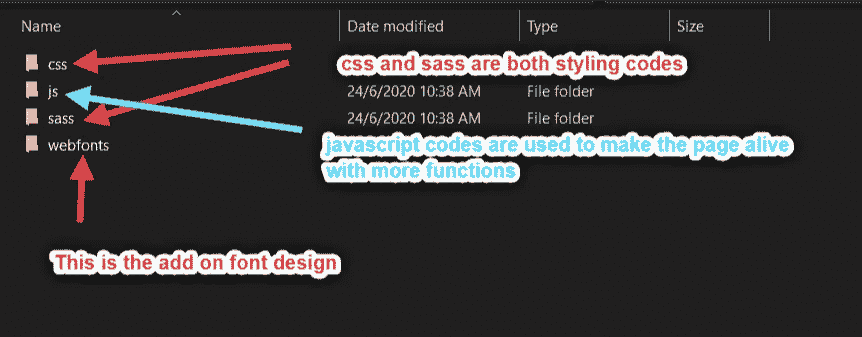 Name Date modified Type Size
css css and sass are both styling codes
js 24/6/2020 10:38 AM File folder
sass 24/6/2020 10:38 AM File folder
webfonts javascript codes are used to make the page alive
with more functions
This is the add on font design